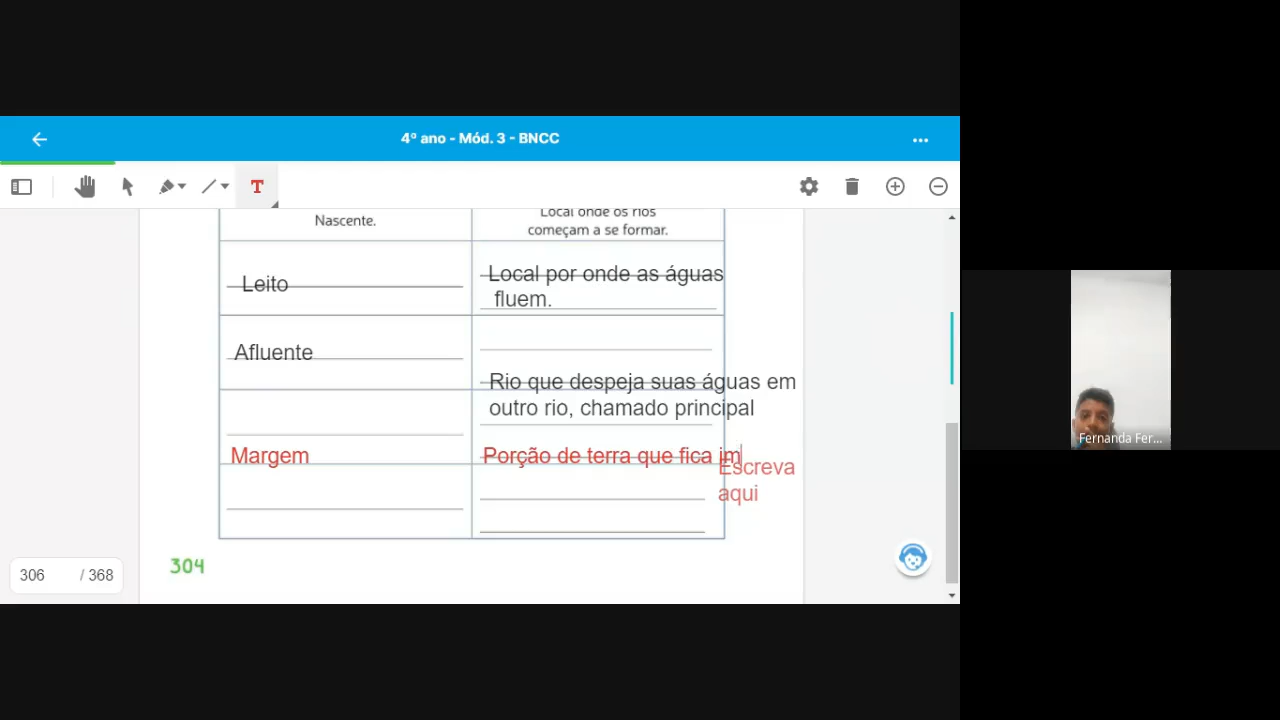 4º ano - Mód. 3 - BNCC
T
Nascente.
Local onde os rios
começam a se formar.
Leito
Local por onde as águas
fluem.
Afluente
Rio que despeja suas águas em
outro rio, chamado principal
Margem
Porção de terra que fica im
Escreva
aqui
304
306 / 368
Fernanda Fer...